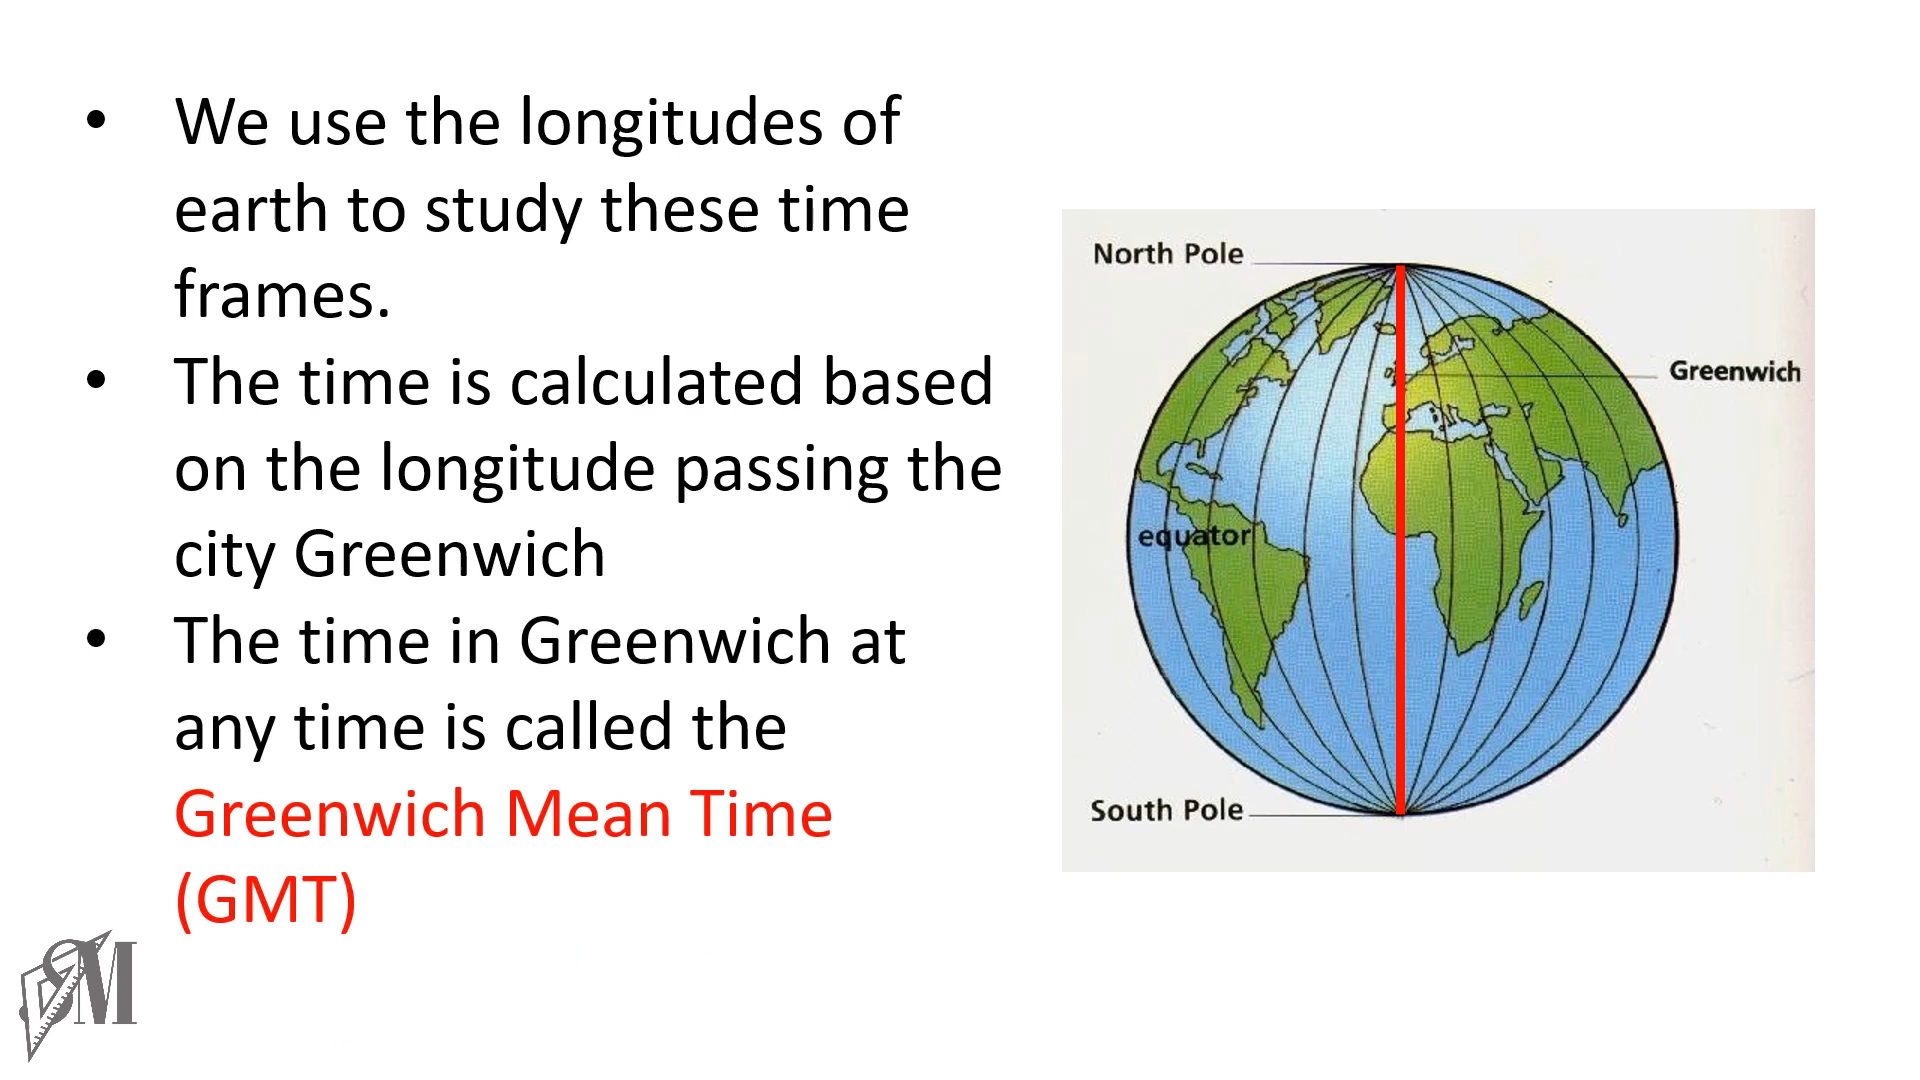 • We use the longitudes of
earth to study these time
frames.
• The time is calculated based
on the longitude passing the
city Greenwich
• The time in Greenwich at
any time is called the
Greenwich Mean Time
(GMT)
North Pole
Greenwich
equator
South Pole
SM